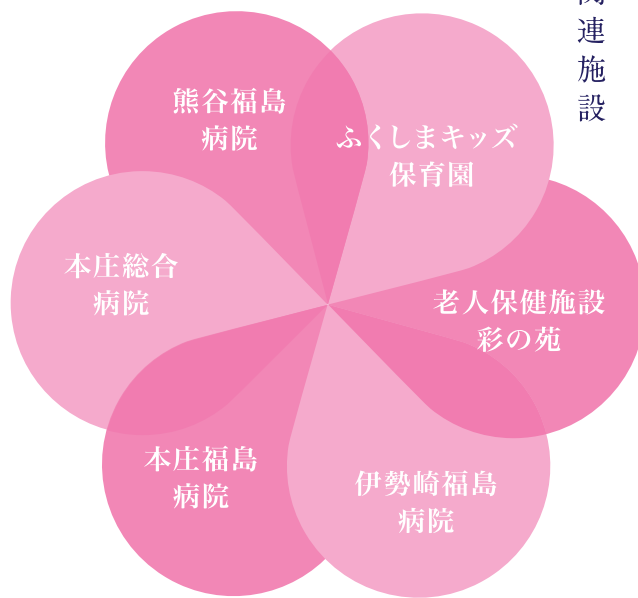 連施設
熊谷福島
病院
ふくしまキッズ
保育園
本庄総合
病院
老人保健施設
彩の苑
本庄福島
病院
伊勢崎福島
病院